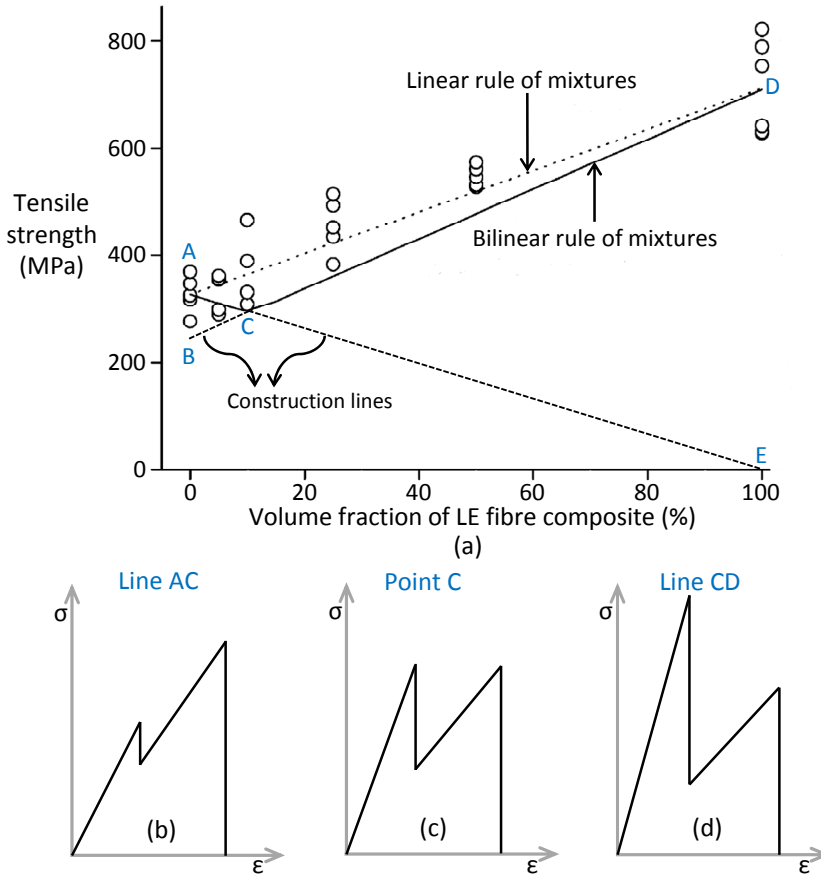 800
Linear rule of mixtures
D
600
Tensile
strength
(MPa)
A
400
Bilinear rule of mixtures
B
C
200
Construction lines
E
0
0 20 40 60 80 100
Volume fraction of LE fibre composite (%)
(a)
Line AC
Point C
Line CD
σ
σ
σ
(b)
(c)
(d)
ε
ε
ε